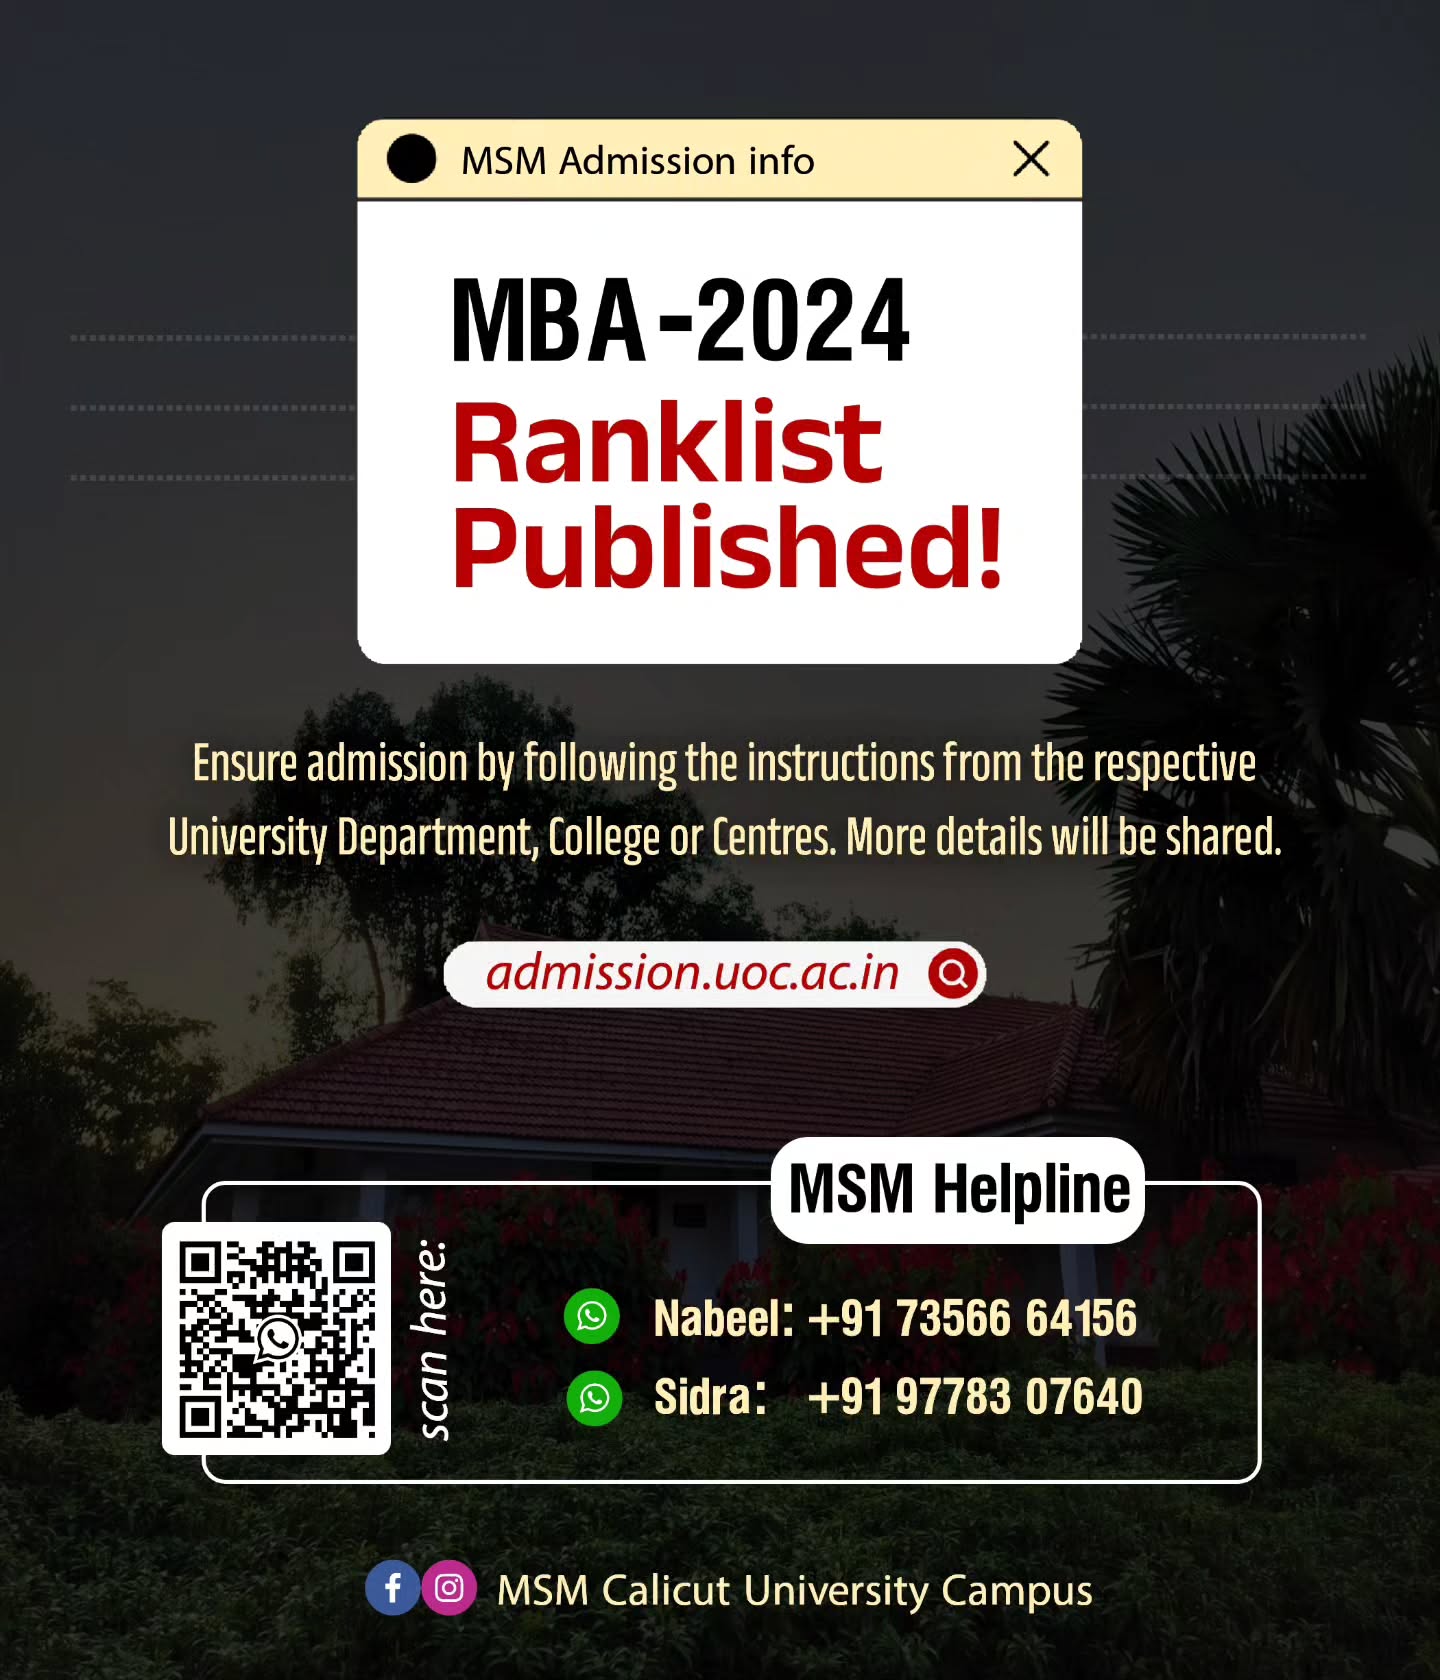 MSM Admission info
MBA-2024
Ranklist
Published!
Ensure admission by following the instructions from the respective
University Department, College or Centres. More details will be shared.
admission.uoc.ac.in
MSM Helpline
scan here:
Nabeel: +91 73566 64156
Sidra: +91 97783 07640
MSM Calicut University Campus